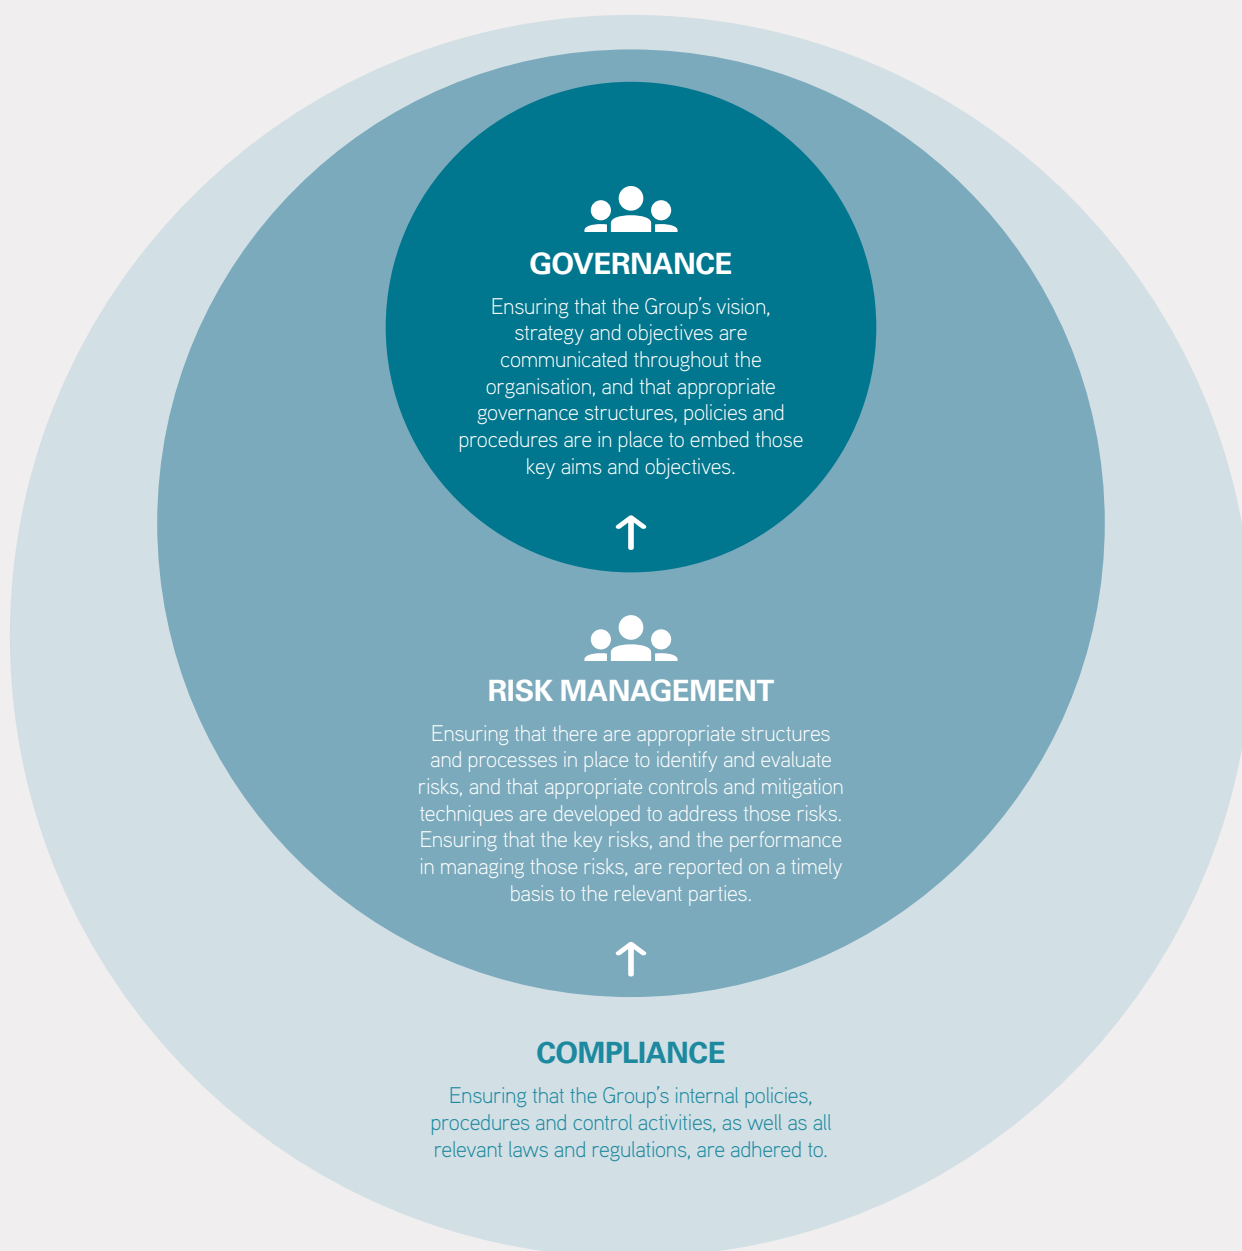 GOVERNANCE
Ensuring that the Group's vision,
strategy and objectives are
communicated throughout the
organisation, and that appropriate
governance structures, policies and
procedures are in place to embed those
key aims and objectives.
RISK MANAGEMENT
Ensuring that there are appropriate structures
and processes in place to identify and evaluate
risks, and that appropriate controls and mitigation
techniques are developed to address those risks.
Ensuring that the key risks, and the performance
in managing those risks, are reported on a timely
basis to the relevant parties.
COMPLIANCE
Ensuring that the Group's internal policies,
procedures and control activities, as well as all
relevant laws and regulations, are adhered to.